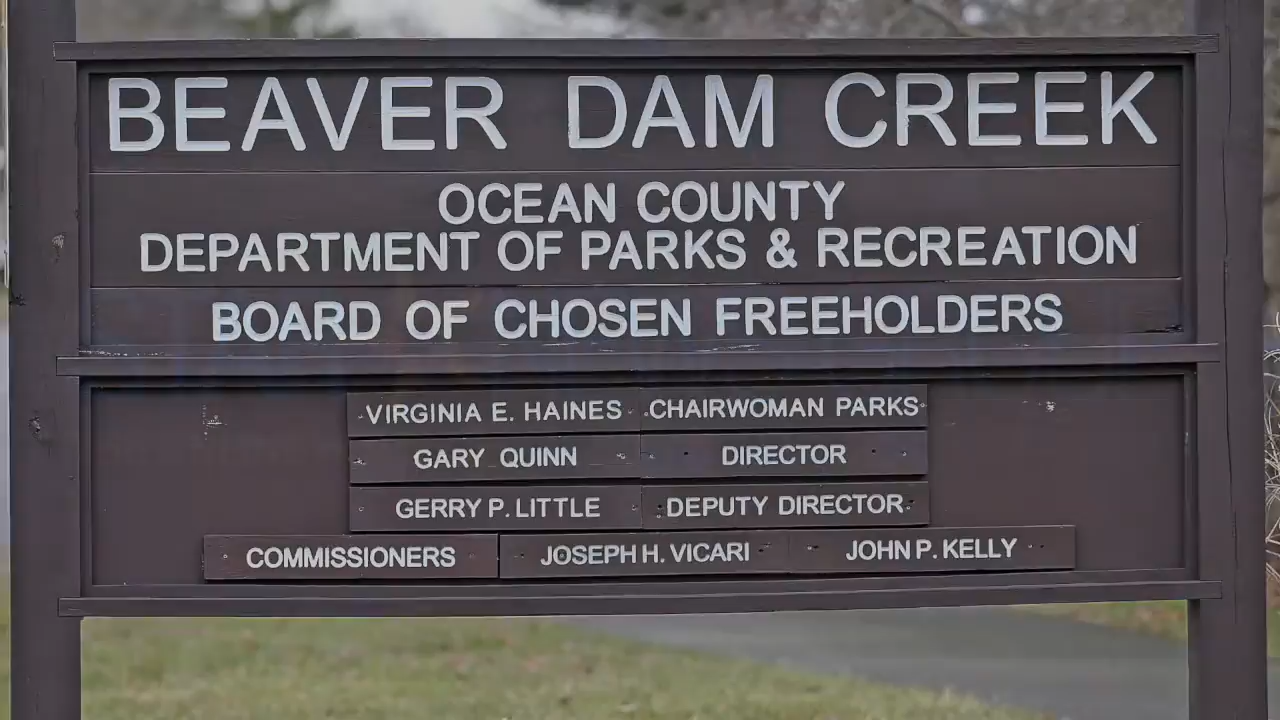 BEAVER DAM CREEK
OCEAN COUNTY
DEPARTMENT OF PARKS & RECREATION
BOARD OF CHOSEN FREEHOLDERS
VIRGINIA E. HAINES CHAIRWOMAN PARKS
GARY QUINN DIRECTOR
GERRY P. LITTLE DEPUTY DIRECTOR
COMMISSIONERS JOSEPH H. VICARI JOHN P. KELLY